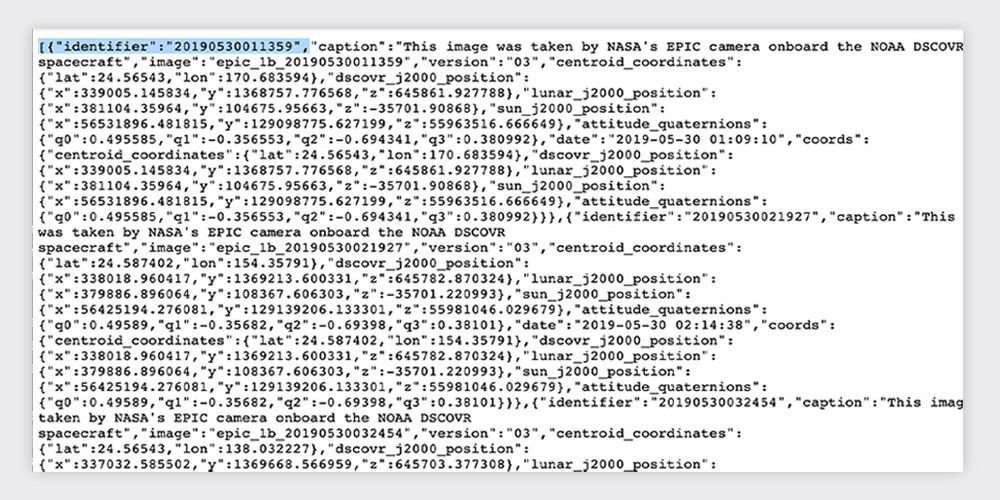 [{"identifier":"20190530011359","caption":"This image was taken by NASA's EPIC camera onboard the NOAA DSCOVR
spacecraft","image":"epic_1b_20190530011359","version":"03","centroid_coordinates":
{"lat":24.56543,"lon":170.683594},"dscovr_j2000_position":
{"x":339005.145834,"y":1368757.776568,"z":645861.927788},"lunar_j2000_position":
{"x":381104.35964,"y":104675.95663,"z":-35701.90868},"sun_j2000_position":
{"x":56531896.481815,"y":129098775.627199,"z":55963516.666649},"attitude_quaternions":
{"q0":0.495585,"q1":-0.356553,"q2":-0.694341,"q3":0.380992},"date":"2019-05-30 01:09:10","coords":
{"centroid_coordinates":{"lat":24.56543,"lon":170.683594},"dscovr_j2000_position":
{"x":339005.145834,"y":1368757.776568,"z":645861.927788},"lunar_j2000_position":
{"x":381104.35964,"y":104675.95663,"z":-35701.90868},"sun_j2000_position":
{"x":56531896.481815,"y":129098775.627199,"z":55963516.666649},"attitude_quaternions":
{"q0":0.495585,"q1":-0.356553,"q2":-0.694341,"q3":0.380992}}},{"identifier":"20190530021927","caption":"This
was taken by NASA's EPIC camera onboard the NOAA DSCOVR
spacecraft","image":"epic_1b_20190530021927","version":"03","centroid_coordinates":
{"lat":24.587402,"lon":154.35791},"dscovr_j2000_position":
{"x":338018.960417,"y":1369213.600331,"z":645782.870324},"lunar_j2000_position":
{"x":379886.896064,"y":108367.606303,"z":-35701.220993},"sun_j2000_position":
{"x":56425194.276081,"y":129139206.133301,"z":55981046.029679},"attitude_quaternions":
{"q0":0.49589,"q1":-0.35682,"q2":-0.69398,"q3":0.38101},"date":"2019-05-30 02:14:38","coords":
{"centroid_coordinates":{"lat":24.587402,"lon":154.35791},"dscovr_j2000_position":
{"x":338018.960417,"y":1369213.600331,"z":645782.870324},"lunar_j2000_position":
{"x":379886.896064,"y":108367.606303,"z":-35701.220993},"sun_j2000_position":
{"x":56425194.276081,"y":129139206.133301,"z":55981046.029679},"attitude_quaternions":
{"q0":0.49589,"q1":-0.35682,"q2":-0.69398,"q3":0.38101}}},{"identifier":"20190530032454","caption":"This imag
taken by NASA's EPIC camera onboard the NOAA DSCOVR
spacecraft","image":"epic_1b_20190530032454","version":"03","centroid_coordinates":
{"lat":24.56543,"lon":138.032227},"dscovr_j2000_position":
{"x":337032.585502,"y":1369668.566959,"z":645703.377308},"lunar_j2000_position":